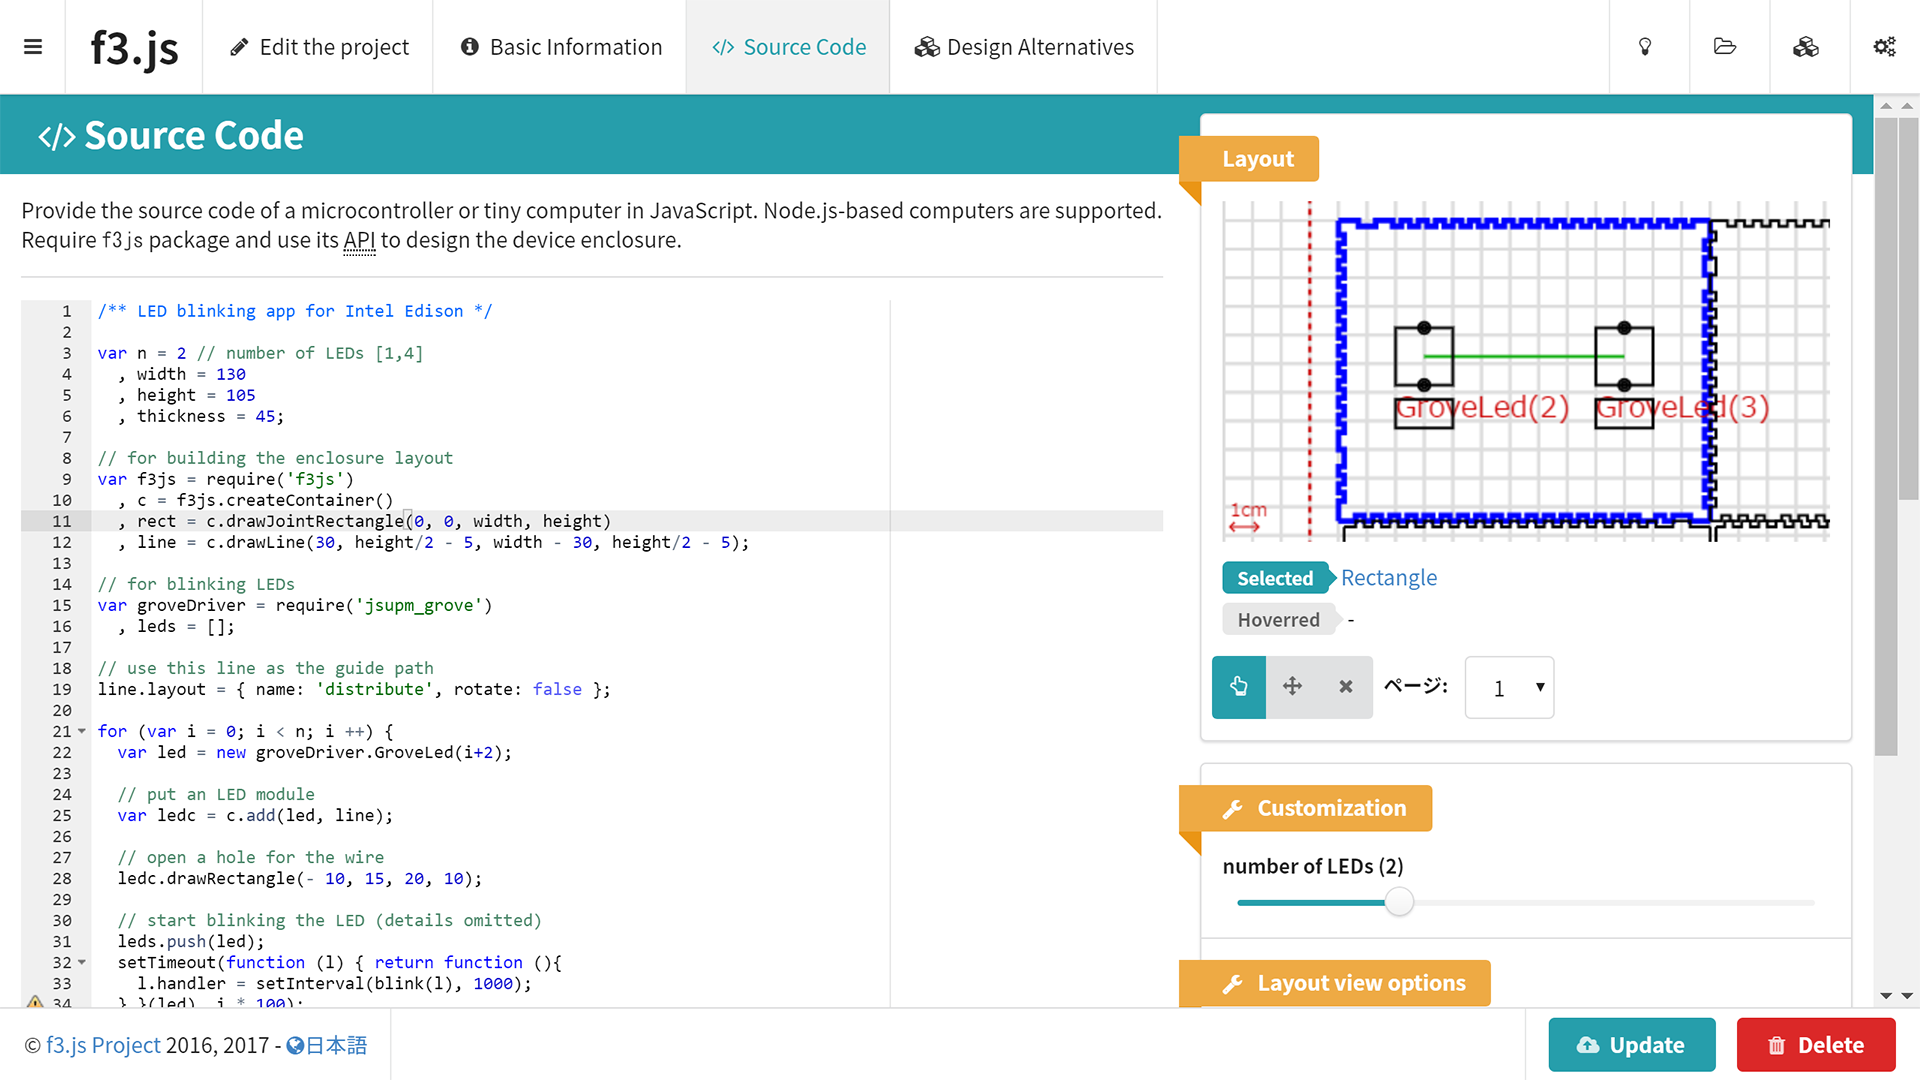 f3.js
Edit the project
Basic Information
</> Source Code
Design Alternatives
</> Source Code
Provide the source code of a microcontroller or tiny computer in JavaScript. Node.js-based computers are supported.
Require f3js package and use its API to design the device enclosure.
1 /** LED blinking app for Intel Edison */
2
3 var n = 2 // number of LEDs [1,4]
4 , width = 130
5 , height = 105
6 , thickness = 45;
7
8 // for building the enclosure layout
9 var f3js = require('f3js')
10 , c = f3js.createContainer()
11 , rect = c.drawJointRectangle(0, 0, width, height)
12 , line = c.drawLine(30, height/2 - 5, width - 30, height/2 - 5);
13
14 // for blinking LEDs
15 var groveDriver = require('jsupm_grove')
16 , leds = [];
17
18 // use this line as the guide path
19 line.layout = { name: 'distribute', rotate: false };
20
21 for (var i = 0; i < n; i ++) {
22 var led = new groveDriver.GroveLed(i+2);
23
24 // put an LED module
25 var ledc = c.add(led, line);
26
27 // open a hole for the wire
28 ledc.drawRectangle(- 10, 15, 20, 10);
29
30 // start blinking the LED (details omitted)
31 leds.push(led);
32 setTimeout(function (l) { return function (){
33 l.handler = setInterval(blink(l), 1000);
34 } }(led), i * 100);
Layout
GroveLed(2) GroveLed(3)
1cm
Selected Rectangle
Hoverred -
ページ: 1
Customization
number of LEDs (2)
Layout view options
© f3.js Project 2016, 2017 - 日本語
Update
Delete